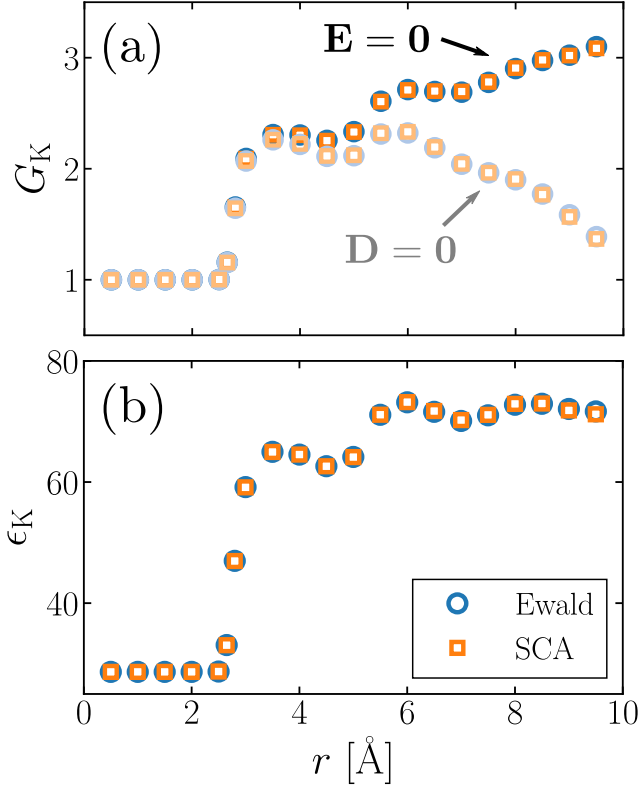 (a)
E = 0
3
2
1
G_K
D = 0
(b)
80
60
40
ϵ_K
Ewald
SCA
0 2 4 6 8 10
r [Å]